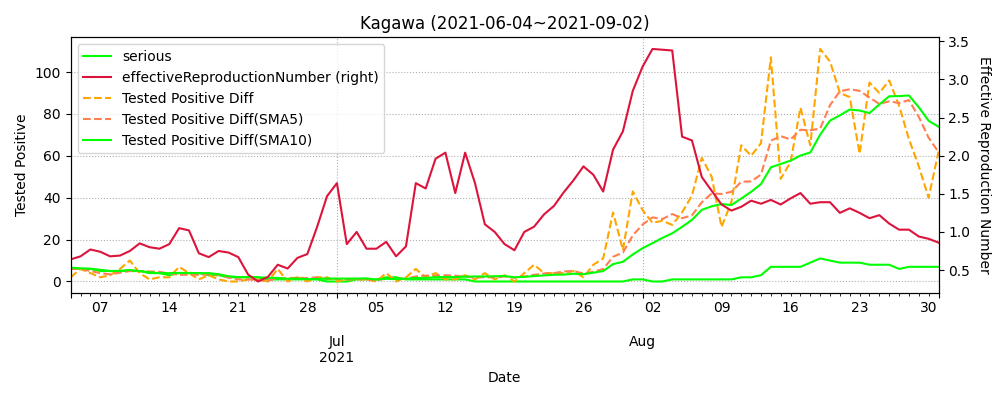 Kagawa (2021-06-04~2021-09-02)
serious
effectiveReproductionNumber (right)
Tested Positive Diff
Tested Positive Diff(SMA5)
Tested Positive Diff(SMA10)
Tested Positive
0
20
40
60
80
100
Effective Reproduction Number
0.5
1.0
1.5
2.0
2.5
3.0
3.5
07 14 21 28 05 12 19 26 02 09 16 23 30
Jul Aug
2021
Date